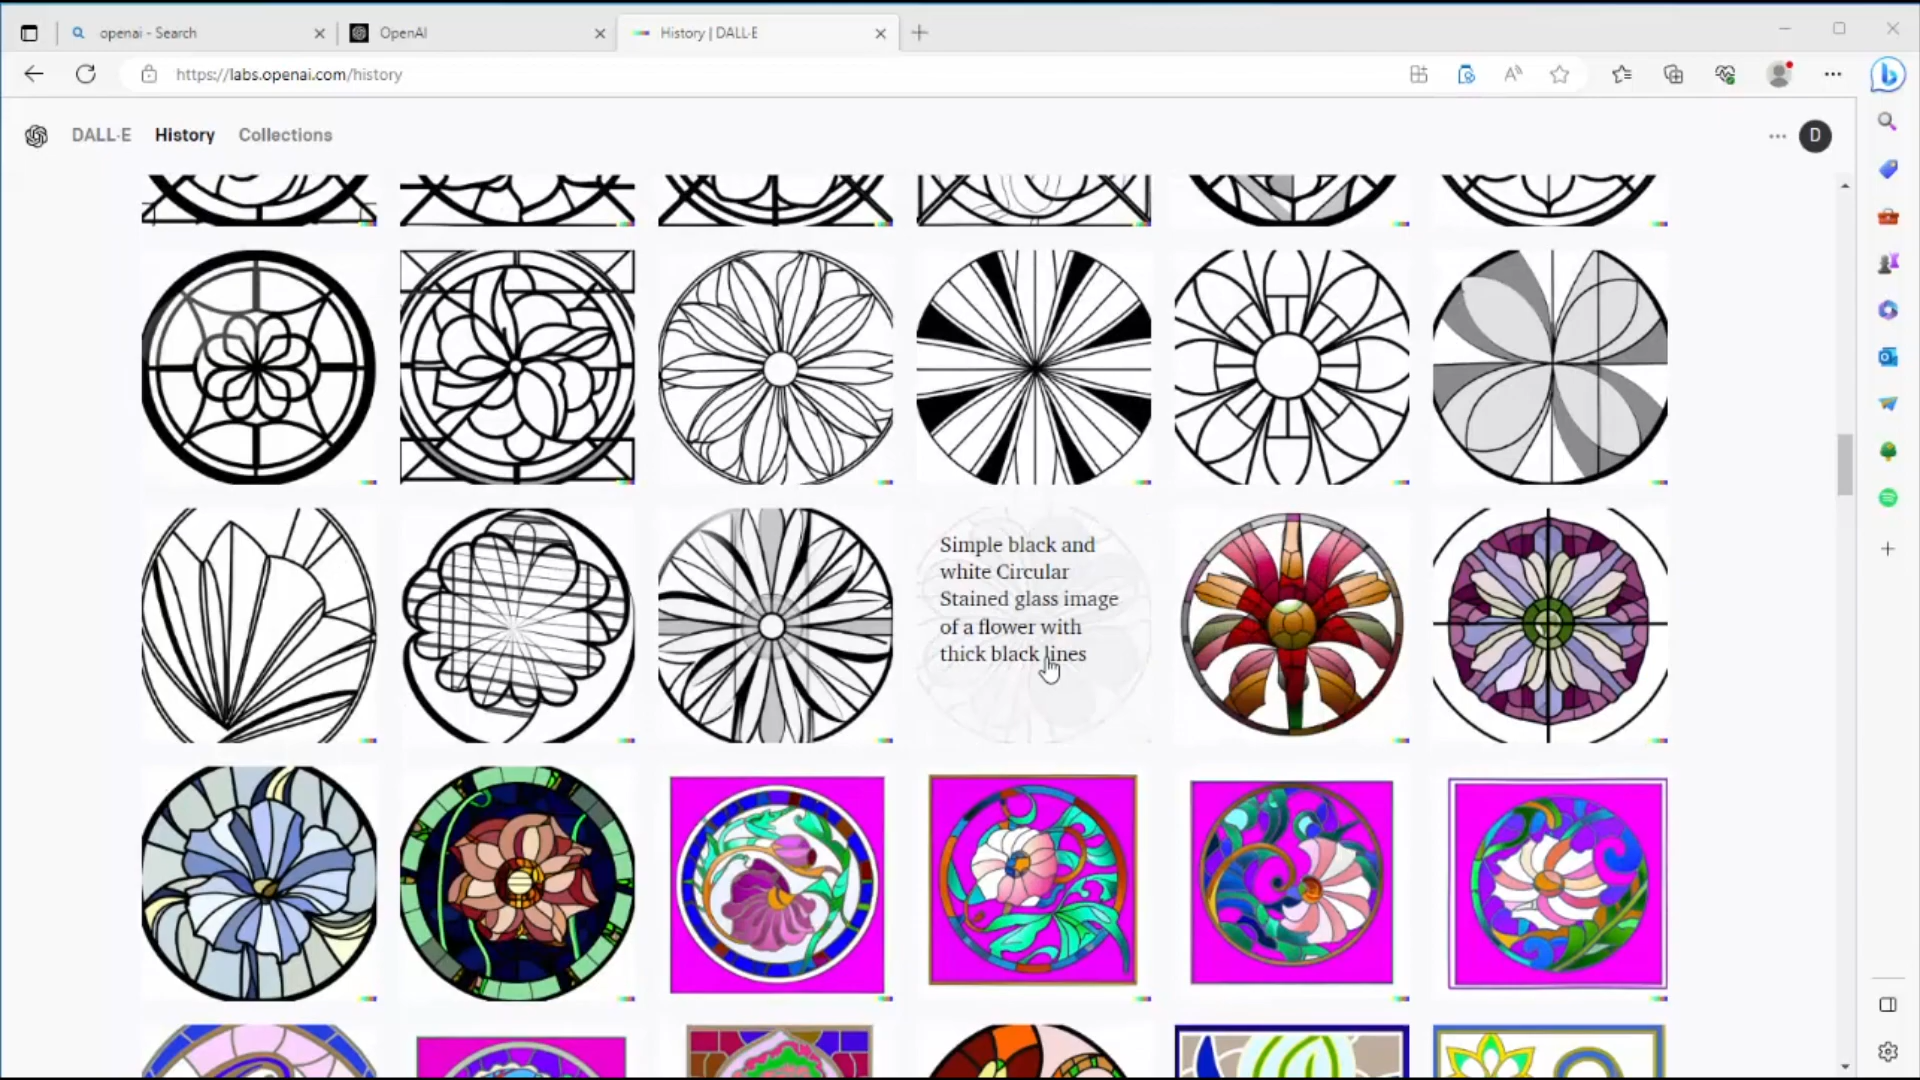 openai - Search
OpenAI
History | DALL·E
https://labs.openai.com/history
DALL·E
History
Collections
D
Simple black and
white Circular
Stained glass image
of a flower with
thick black lines